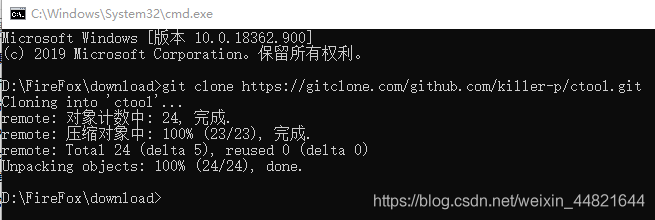 C:\Windows\System32\cmd.exe
Microsoft Windows [版本 10.0.18362.900]
(c) 2019 Microsoft Corporation。保留所有权利。
D:\FireFox\download>git clone https://gitclone.com/github.com/killer-p/ctool.git
Cloning into 'ctool'...
remote: 对象计数中: 24, 完成.
remote: 压缩对象中: 100% (23/23), 完成.
remote: Total 24 (delta 5), reused 0 (delta 0)
Unpacking objects: 100% (24/24), done.
D:\FireFox\download>
https://blog.csdn.net/weixin_44821644